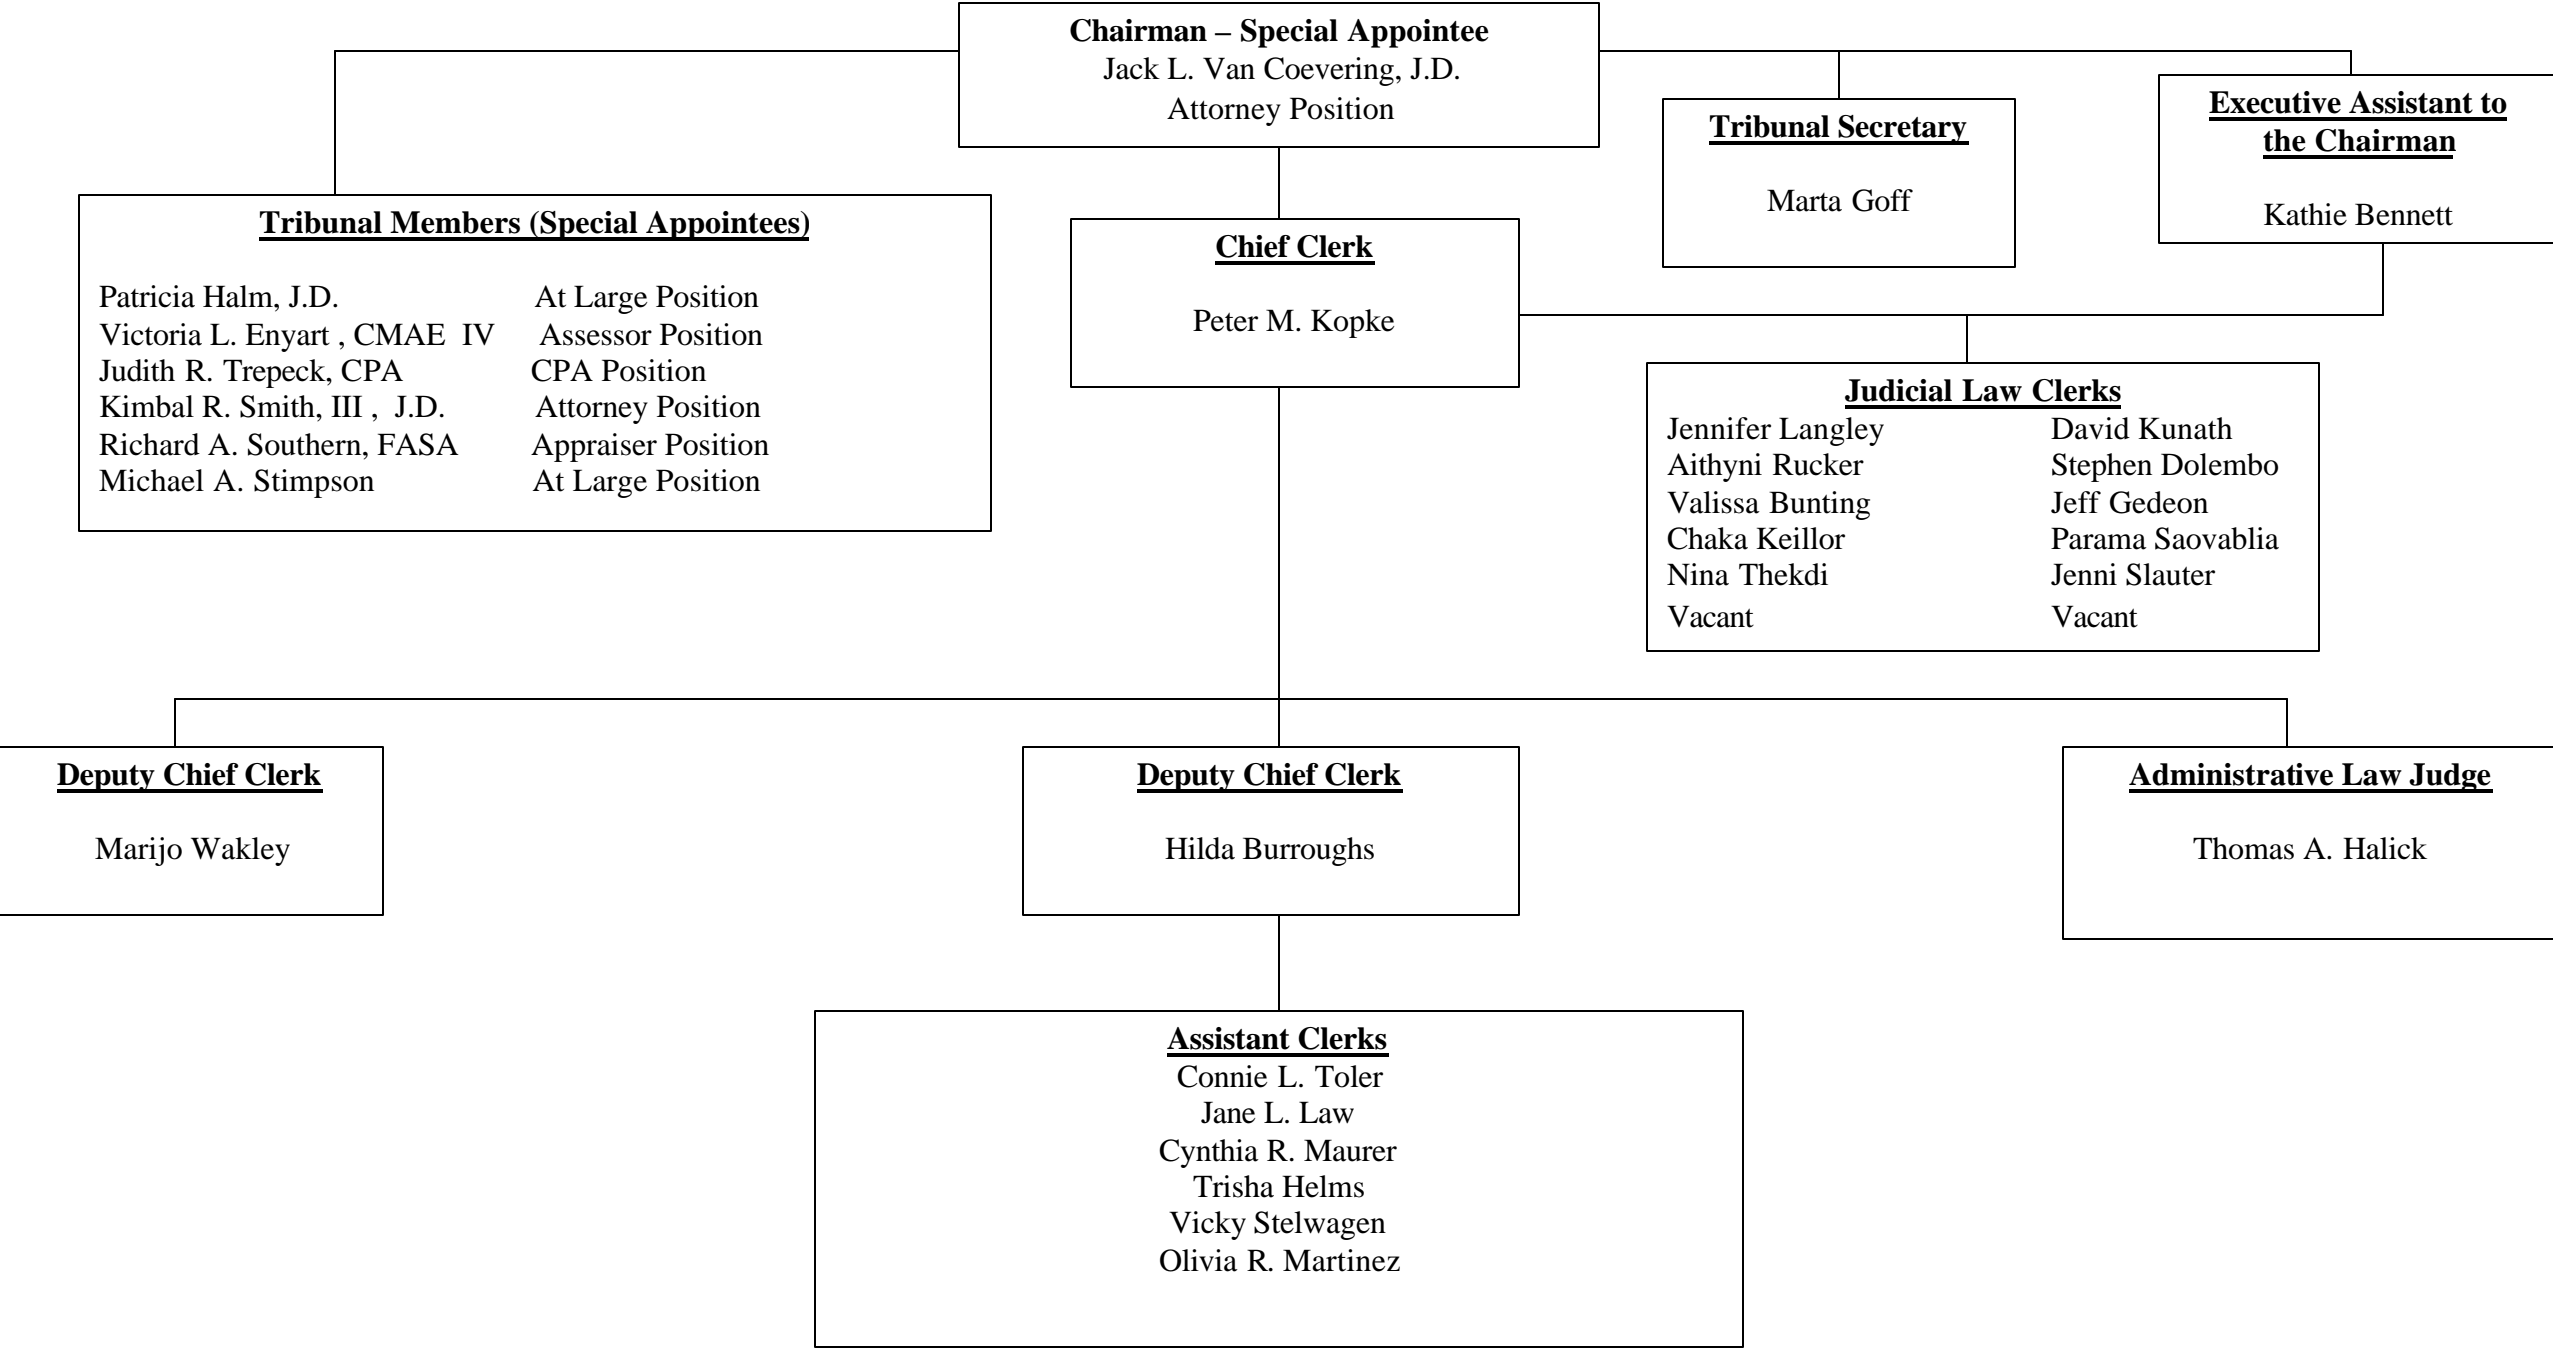 Chairman – Special Appointee
Jack L. Van Coevering, J.D.
Attorney Position
Tribunal Secretary
Marta Goff
Executive Assistant to
the Chairman
Kathie Bennett
Tribunal Members (Special Appointees)
Patricia Halm, J.D. At Large Position
Victoria L. Enyart , CMAE IV Assessor Position
Judith R. Trepeck, CPA CPA Position
Kimbal R. Smith, III , J.D. Attorney Position
Richard A. Southern, FASA Appraiser Position
Michael A. Stimpson At Large Position
Chief Clerk
Peter M. Kopke
Judicial Law Clerks
Jennifer Langley David Kunath
Aithyni Rucker Stephen Dolembo
Valissa Bunting Jeff Gedeon
Chaka Keillor Parama Saovablia
Nina Thekdi Jenni Slauter
Vacant Vacant
Deputy Chief Clerk
Marijo Wakley
Deputy Chief Clerk
Hilda Burroughs
Administrative Law Judge
Thomas A. Halick
Assistant Clerks
Connie L. Toler
Jane L. Law
Cynthia R. Maurer
Trisha Helms
Vicky Stelwagen
Olivia R. Martinez